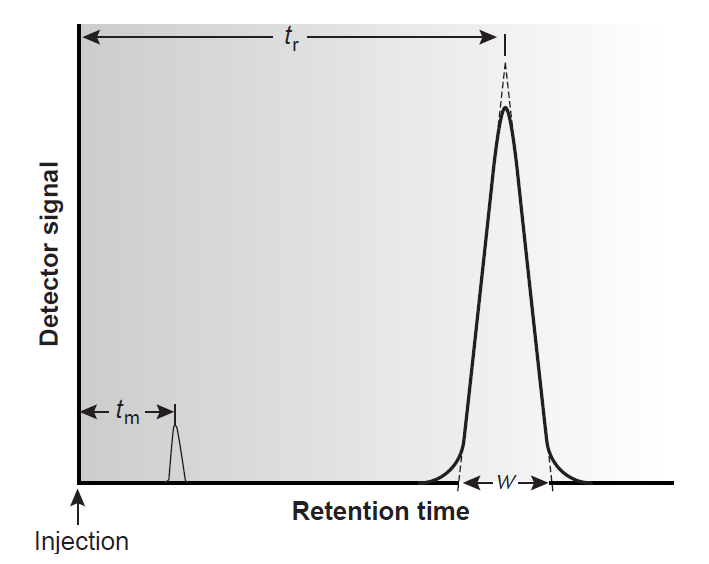 tr
Detector signal
tm
w
Retention time
Injection